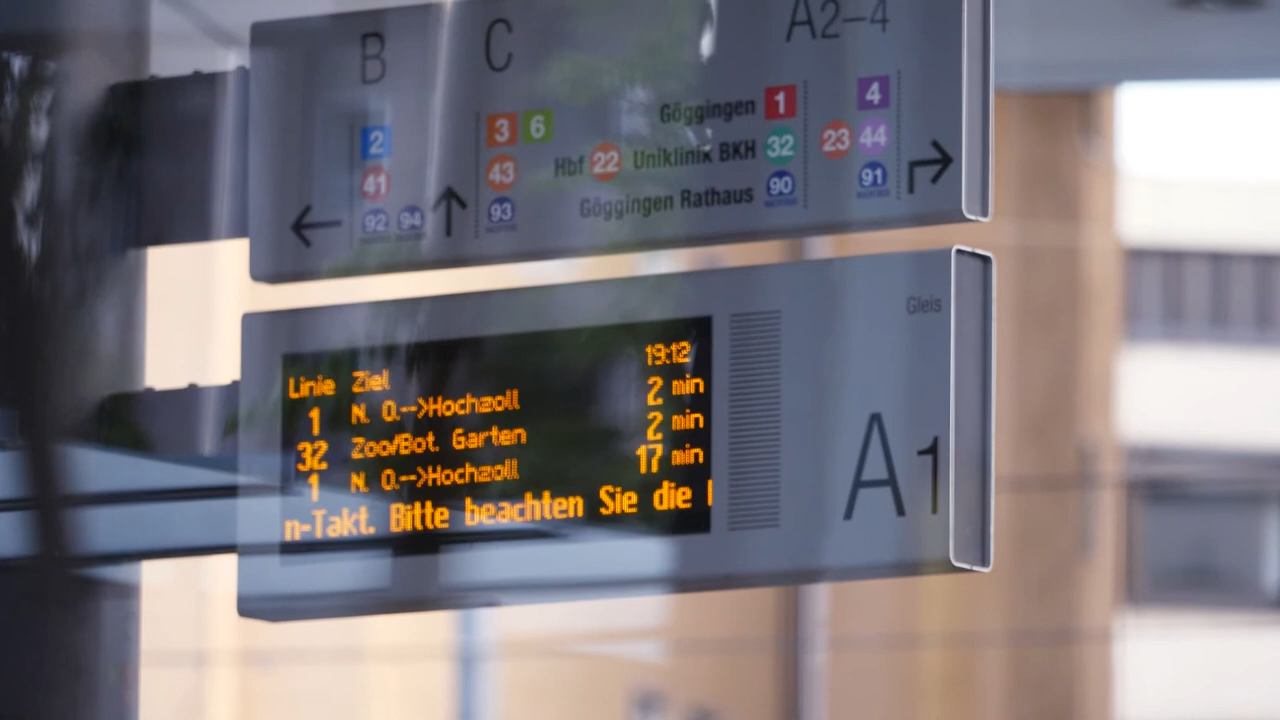 B C A2–4
2 3 6 Göggingen 1 4
41 43 Hbf 22 Uniklinik BKH 32 23 44
92 94 93 Göggingen Rathaus 90 91
Gleis
A1
19:12
Linie Ziel
1 N. Ö.-->Hochzoll 2 min
32 Zoo/Bot. Garten 2 min
1 N. Ö.-->Hochzoll 17 min
n-Takt. Bitte beachten Sie die